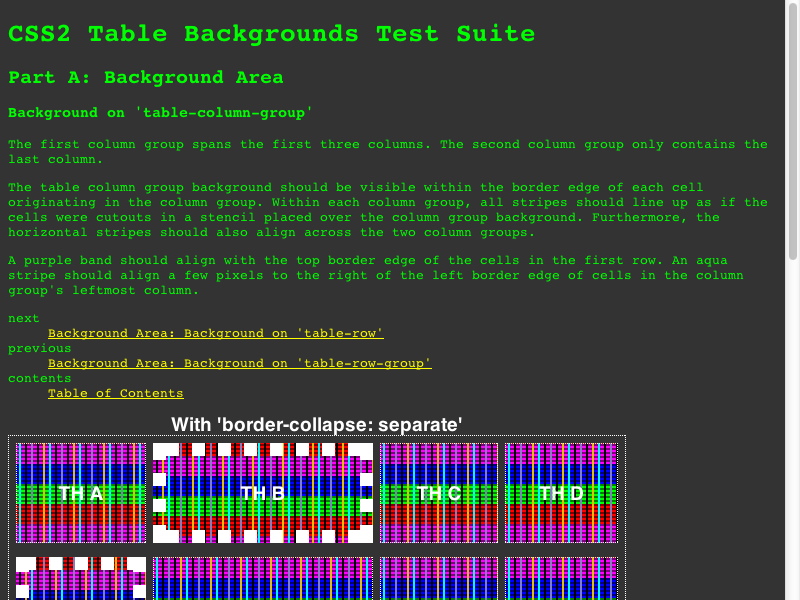 CSS2 Table Backgrounds Test Suite
Part A: Background Area
Background on 'table-column-group'
The first column group spans the first three columns. The second column group only contains the
last column.
The table column group background should be visible within the border edge of each cell
originating in the column group. Within each column group, all stripes should line up as if the
cells were cutouts in a stencil placed over the column group background. Furthermore, the
horizontal stripes should also align across the two column groups.
A purple band should align with the top border edge of the cells in the first row. An aqua
stripe should align a few pixels to the right of the left border edge of cells in the column
group's leftmost column.
next
Background Area: Background on 'table-row'
previous
Background Area: Background on 'table-row-group'
contents
Table of Contents
With 'border-collapse: separate'
TH A TH B TH C TH D